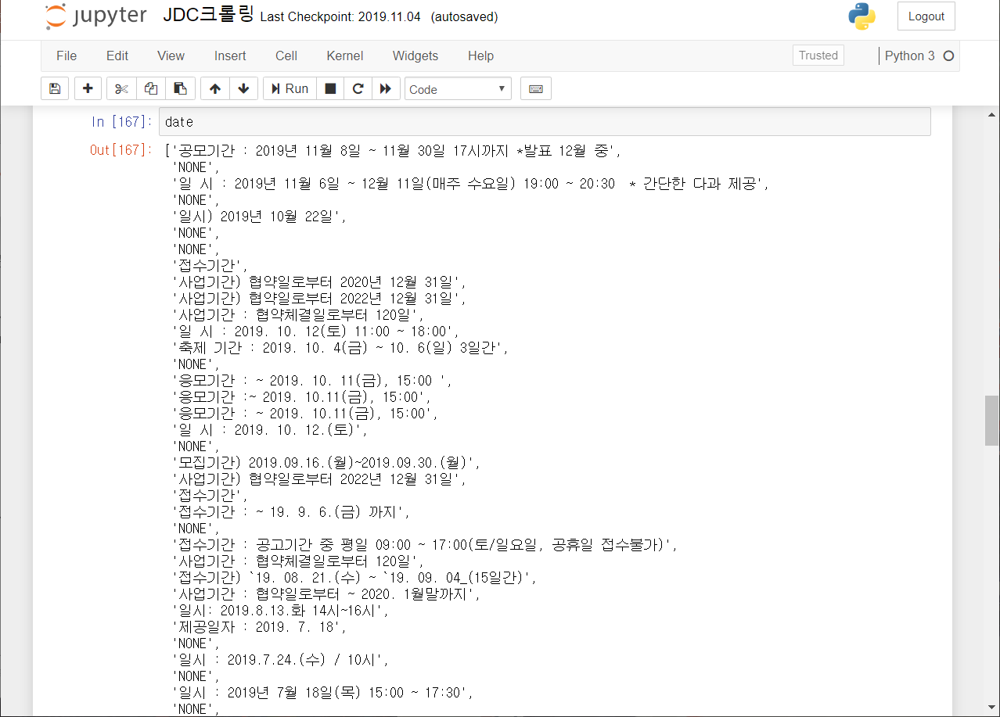 jupyter JDC크롤링 Last Checkpoint: 2019.11.04 (autosaved) Logout
File Edit View Insert Cell Kernel Widgets Help Trusted Python 3
Run Code
In [167]: date
Out[167]: ['공모기간 : 2019년 11월 8일 ~ 11월 30일 17시까지 *발표 12월 중',
'NONE',
'일 시 : 2019년 11월 6일 ~ 12월 11일(매주 수요일) 19:00 ~ 20:30  * 간단한 다과 제공',
'NONE',
'일시) 2019년 10월 22일',
'NONE',
'NONE',
'접수기간',
'사업기간) 협약일로부터 2020년 12월 31일',
'사업기간) 협약일로부터 2022년 12월 31일',
'사업기간 : 협약체결일로부터 120일',
'일 시 : 2019. 10. 12(토) 11:00 ~ 18:00',
'축제 기간 : 2019. 10. 4(금) ~ 10. 6(일) 3일간',
'NONE',
'응모기간 : ~ 2019. 10. 11(금), 15:00 ',
'응모기간 :~ 2019. 10.11(금), 15:00',
'응모기간 : ~ 2019. 10.11(금), 15:00',
'일 시 : 2019. 10. 12.(토)',
'NONE',
'모집기간) 2019.09.16.(월)~2019.09.30.(월)',
'사업기간) 협약일로부터 2022년 12월 31일',
'접수기간',
'접수기간 : ~ 19. 9. 6.(금) 까지',
'NONE',
'접수기간 : 공고기간 중 평일 09:00 ~ 17:00(토/일요일, 공휴일 접수불가)',
'사업기간 : 협약체결일로부터 120일',
'접수기간) `19. 08. 21.(수) ~ `19. 09. 04_(15일간)',
'사업기간 : 협약일로부터 ~ 2020. 1월말까지',
'일시: 2019.8.13.화 14시~16시',
'제공일자 : 2019. 7. 18',
'NONE',
'일시 : 2019.7.24.(수) / 10시',
'NONE',
'일시 : 2019년 7월 18일(목) 15:00 ~ 17:30',
'NONE',